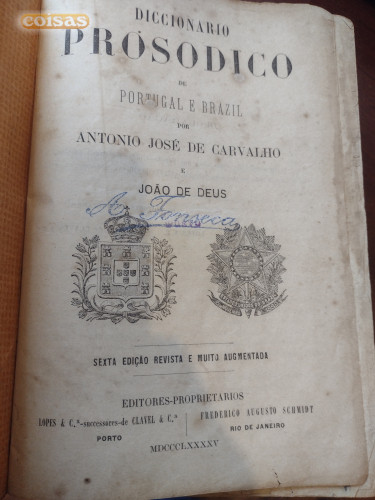 coisas
DICCIONARIO
PRÓSODICO
DE
PORTUGAL E BRAZIL
POR
ANTONIO JOSÉ DE CARVALHO
E
JOÃO DE DEUS
A. Fonseca
SEXTA EDIÇÃO REVISTA E MUITO AUGMENTADA
EDITORES-PROPRIETARIOS
LOPES & C.ª-successores-de CLAVEL & C.ª
PORTO
FREDERICO AUGUSTO SCHMIDT
RIO DE JANEIRO
MDCCCLXXXXV